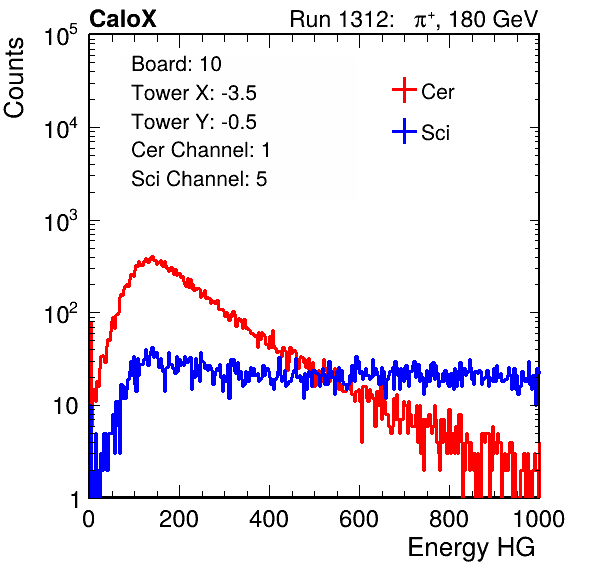 CaloX Run 1312: π⁺, 180 GeV
Counts
10⁵
10⁴
10³
10²
10
1
Board: 10
Tower X: -3.5
Tower Y: -0.5
Cer Channel: 1
Sci Channel: 5
Cer
Sci
0 200 400 600 800 1000
Energy HG